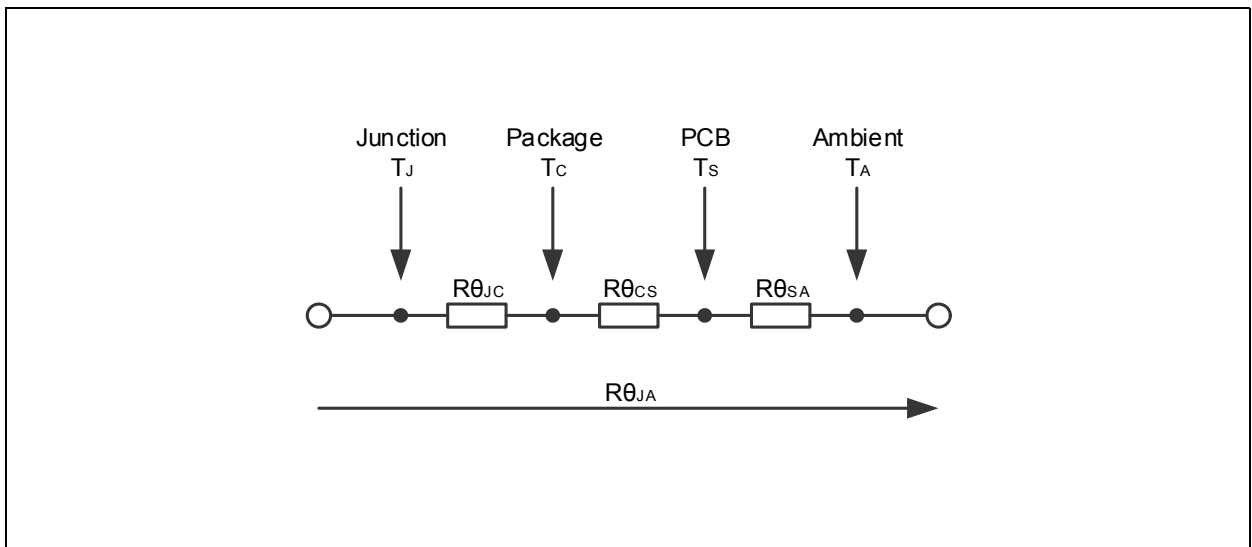 Junction
TJ
Package
TC
PCB
TS
Ambient
TA
RθJC
RθCS
RθSA
RθJA